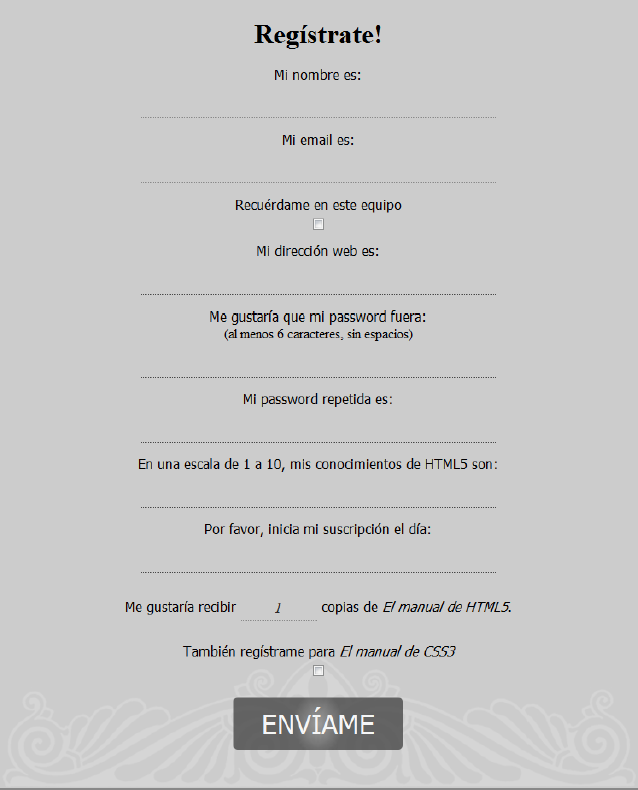 Regístrate!
Mi nombre es:
Mi email es:
Recuérdame en este equipo
Mi dirección web es:
Me gustaría que mi password fuera:
(al menos 6 caracteres, sin espacios)
Mi password repetida es:
En una escala de 1 a 10, mis conocimientos de HTML5 son:
Por favor, inicia mi suscripción el día:
Me gustaría recibir 1 copias de El manual de HTML5.
También regístrame para El manual de CSS3
ENVÍAME